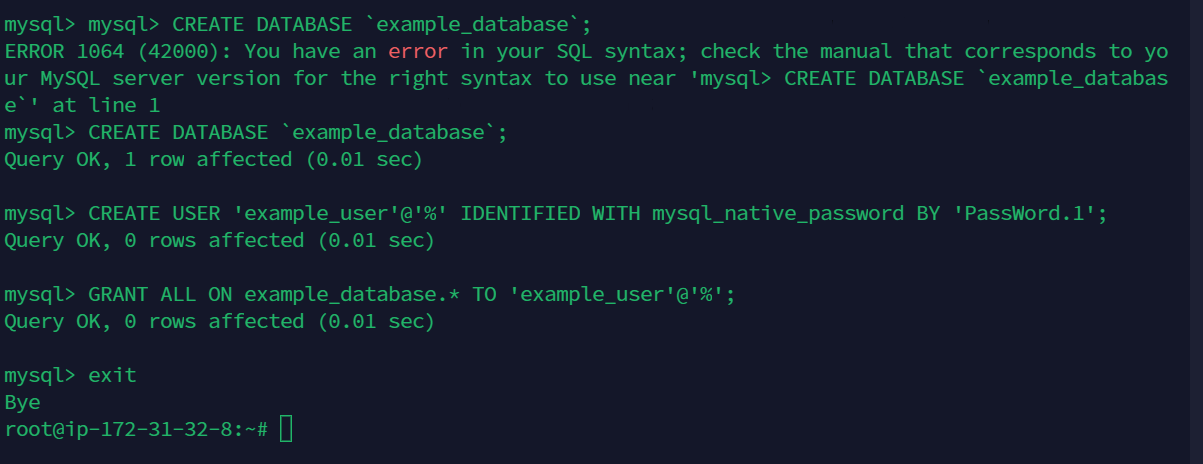 mysql> mysql> CREATE DATABASE `example_database`;
ERROR 1064 (42000): You have an error in your SQL syntax; check the manual that corresponds to yo
ur MySQL server version for the right syntax to use near 'mysql> CREATE DATABASE `example_databas
e`' at line 1
mysql> CREATE DATABASE `example_database`;
Query OK, 1 row affected (0.01 sec)

mysql> CREATE USER 'example_user'@'%' IDENTIFIED WITH mysql_native_password BY 'PassWord.1';
Query OK, 0 rows affected (0.01 sec)

mysql> GRANT ALL ON example_database.* TO 'example_user'@'%';
Query OK, 0 rows affected (0.01 sec)

mysql> exit
Bye
root@ip-172-31-32-8:~#